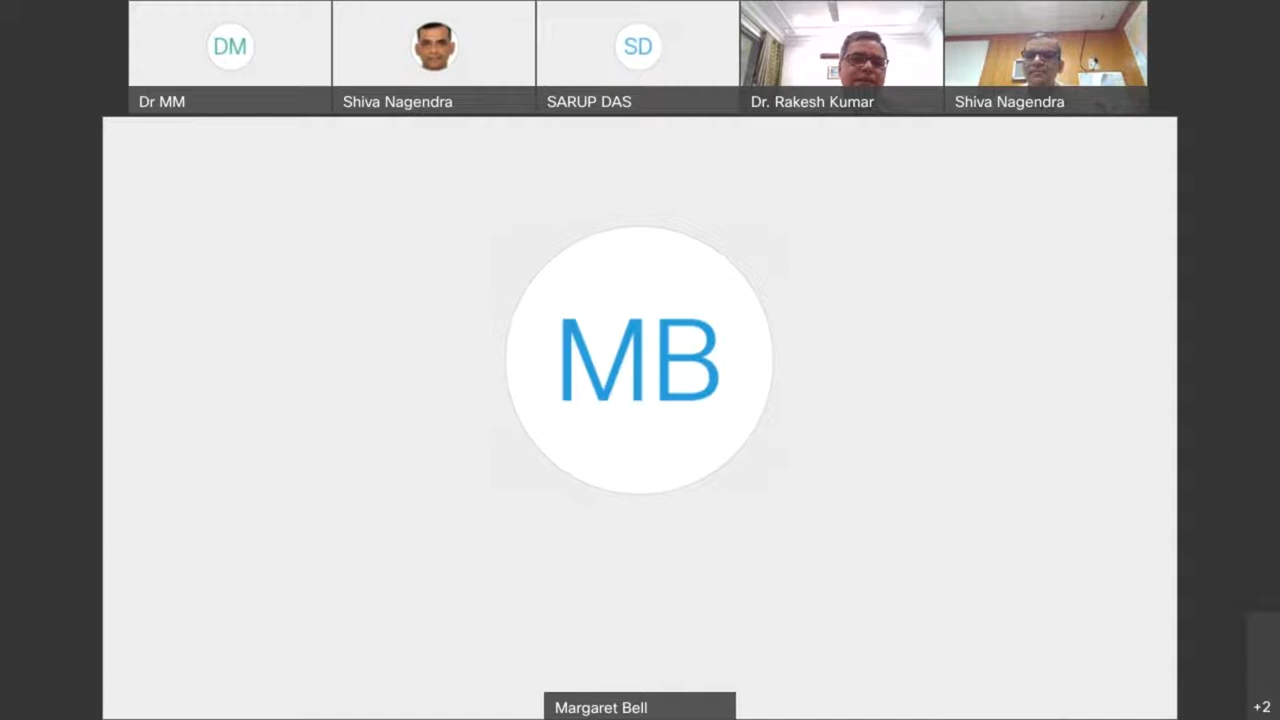 DM
SD
Dr MM
Shiva Nagendra
SARUP DAS
Dr. Rakesh Kumar
Shiva Nagendra
MB
Margaret Bell
+2